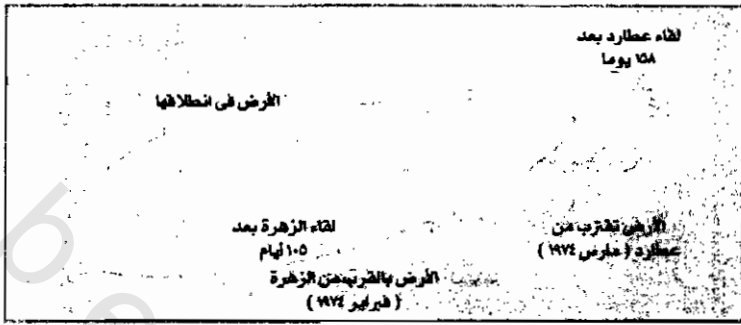 لقاء عطارد بعد
١٥٨ يوما
الأرض فى انطلاقها
الأرض تقترب من
عطارد ( مارس ١٩٧٤ )
لقاء الزهرة بعد
١٠٥ أيام
الأرض بالقرب من الزهرة
( فبراير ١٩٧٤ )